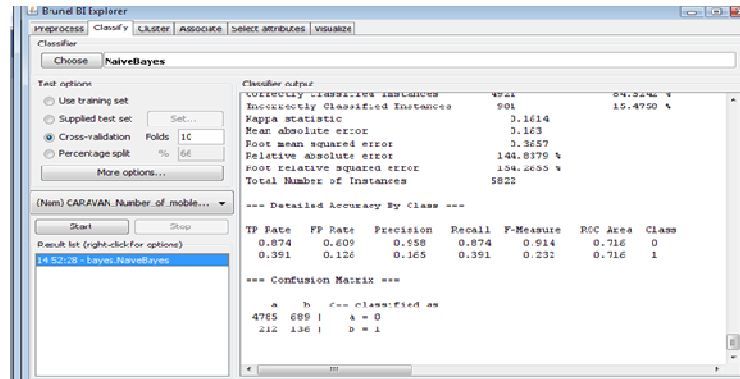 Brunel BI Explorer
Preprocess Classify Cluster Associate Select attributes Visualize
Classifier
Choose NaiveBayes
Test options
Use training set
Supplied test set Set...
Cross-validation Folds 10
Percentage split % 66
More options...
(Nom) CARAVAN_Number_of_mobile...
Start Stop
Result list (right-click for options)
14:52:28 - bayes.NaiveBayes
Classifier output
Correctly Classified Instances 4921 84.5242 %
Incorrectly Classified Instances 901 15.4758 %
Kappa statistic 0.1614
Mean absolute error 0.163
Root mean squared error 0.3657
Relative absolute error 144.8379 %
Root relative squared error 154.2655 %
Total Number of Instances 5822
=== Detailed Accuracy By Class ===
TP Rate FP Rate Precision Recall F-Measure ROC Area Class
0.874 0.609 0.958 0.874 0.914 0.716 0
0.391 0.126 0.165 0.391 0.232 0.716 1
=== Confusion Matrix ===
a b <-- classified as
4785 689 | a = 0
212 136 | b = 1